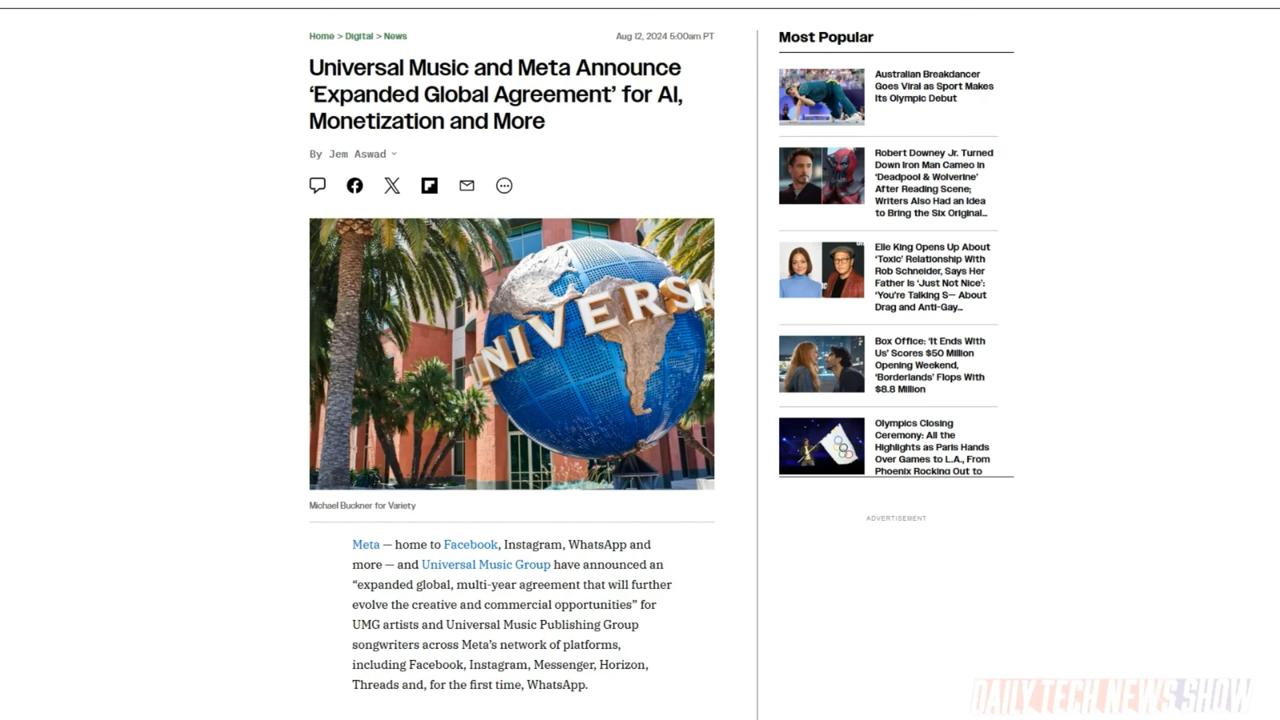 Home > Digital > News
Aug 12, 2024 5:00am PT
Universal Music and Meta Announce
‘Expanded Global Agreement’ for AI,
Monetization and More
By Jem Aswad
UNIVERS
Michael Buckner for Variety
Meta — home to Facebook, Instagram, WhatsApp and
more — and Universal Music Group have announced an
“expanded global, multi-year agreement that will further
evolve the creative and commercial opportunities” for
UMG artists and Universal Music Publishing Group
songwriters across Meta’s network of platforms,
including Facebook, Instagram, Messenger, Horizon,
Threads and, for the first time, WhatsApp.
Most Popular
Australian Breakdancer
Goes Viral as Sport Makes
Its Olympic Debut
Robert Downey Jr. Turned
Down Iron Man Cameo in
‘Deadpool & Wolverine’
After Reading Scene;
Writers Also Had an Idea
to Bring the Six Original...
Elle King Opens Up About
‘Toxic’ Relationship With
Rob Schneider, Says Her
Father Is ‘Just Not Nice’:
‘You’re Talking S— About
Drag and Anti-Gay...
Box Office: ‘It Ends With
Us’ Scores $50 Million
Opening Weekend,
‘Borderlands’ Flops With
$8.8 Million
Olympics Closing
Ceremony: All the
Highlights as Paris Hands
Over Games to L.A., From
Phoenix Rocking Out to
ADVERTISEMENT
DAILY TECH NEWS SHOW